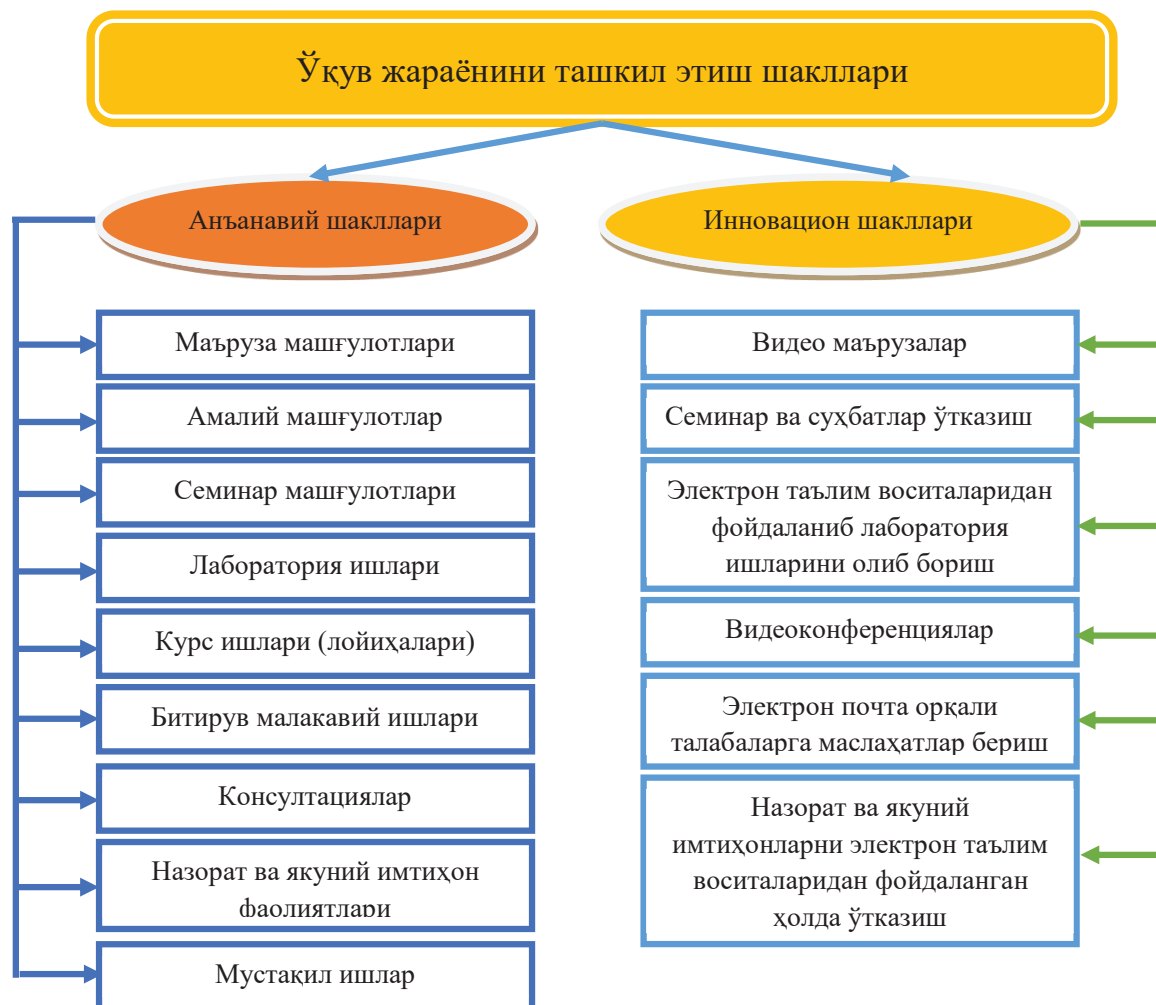 Ўқув жараёнини ташкил этиш шакллари
Анъанавий шакллари
Инновацион шакллари
Маъруза машғулотлари
Амалий машғулотлар
Семинар машғулотлари
Лаборатория ишлари
Курс ишлари (лойиҳалари)
Битирув малакавий ишлари
Консультациялар
Назорат ва якуний имтиҳон
фаолиятлари
Мустақил ишлар
Видео маърузалар
Семинар ва суҳбатлар ўтказиш
Электрон таълим воситаларидан
фойдаланиб лаборатория
ишларини олиб бориш
Видеоконференциялар
Электрон почта орқали
талабаларга маслаҳатлар бериш
Назорат ва якуний
имтиҳонларни электрон таълим
воситаларидан фойдаланган
ҳолда ўтказиш